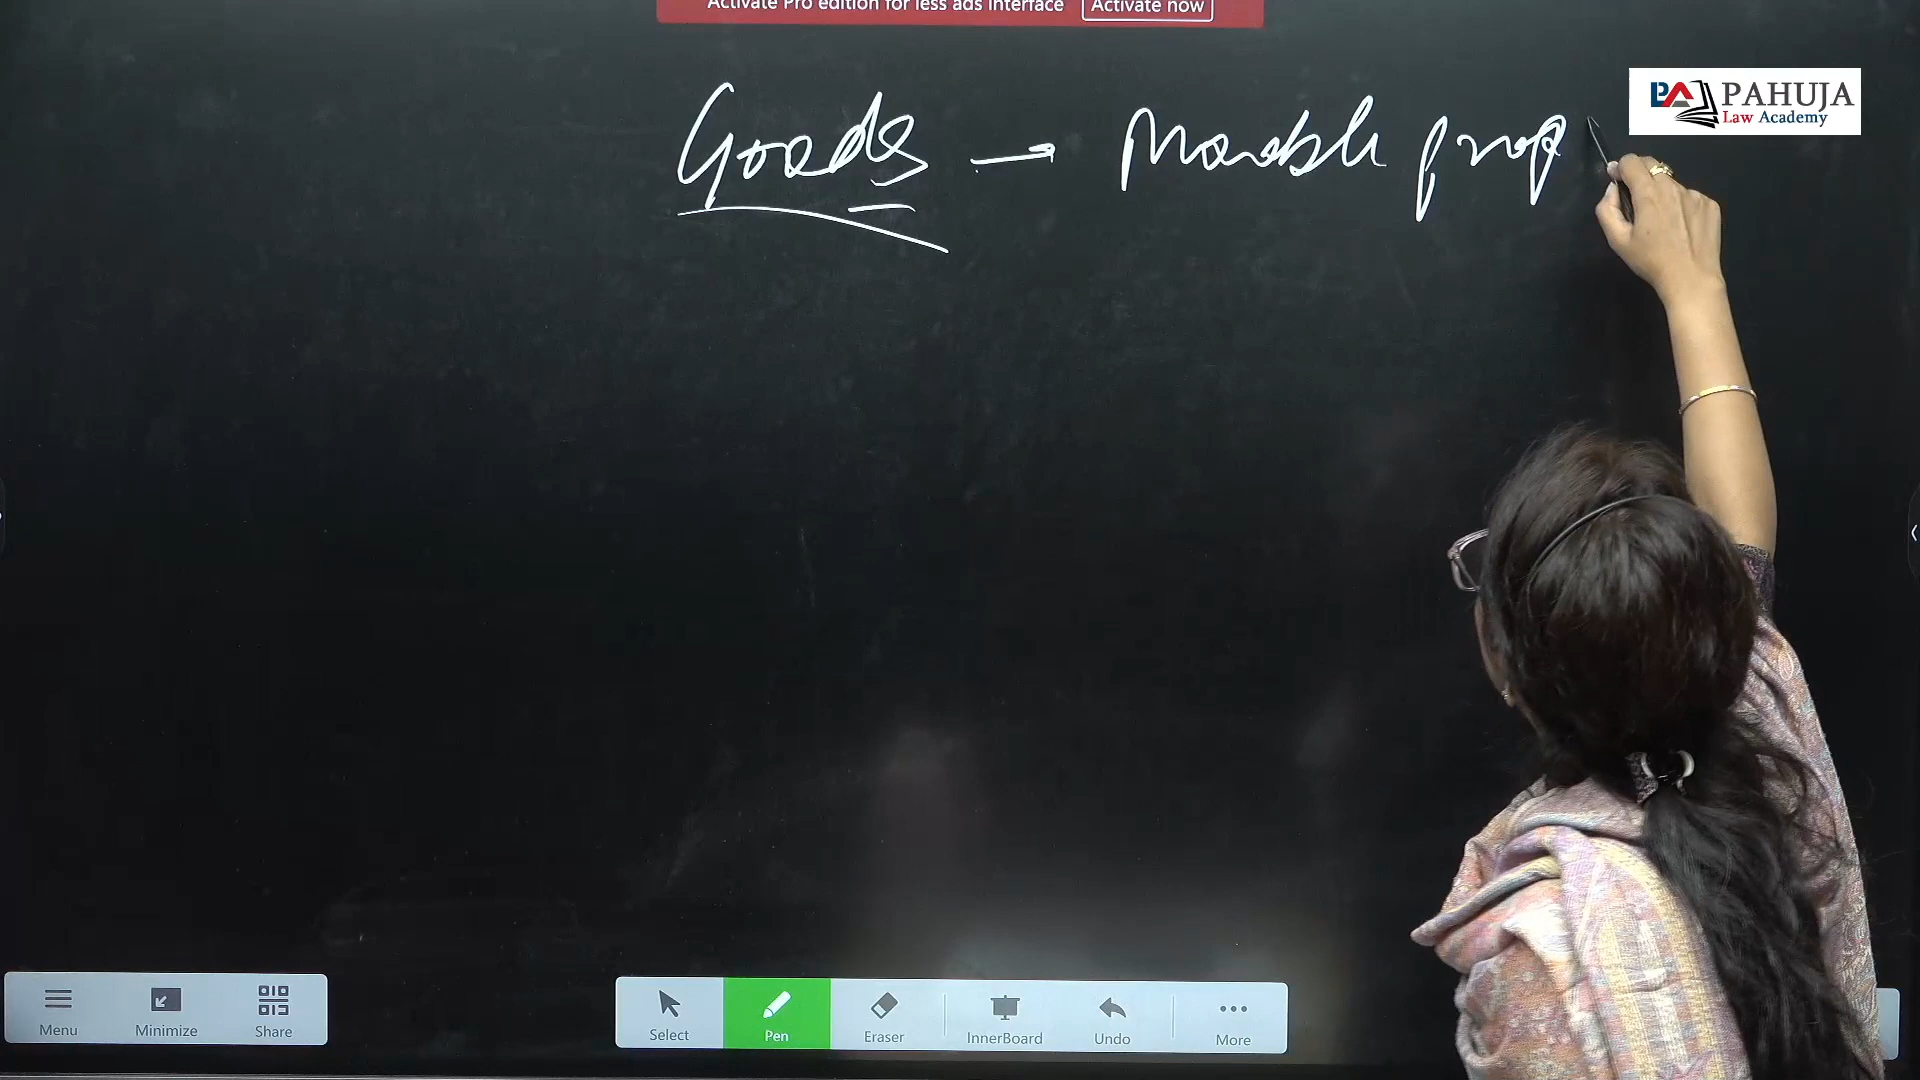 Activate Pro edition for less ads interface Activate now
PAHUJA
Law Academy
Goods → Movable prop
Menu Minimize Share
Select Pen Eraser InnerBoard Undo More